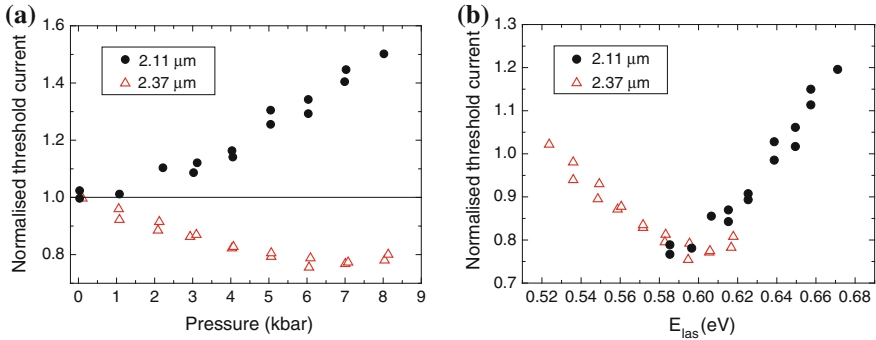 (a)
Normalised threshold current
1.6
1.4
1.2
1.0
0.8
2.11 μm
2.37 μm
0 1 2 3 4 5 6 7 8 9
Pressure (kbar)
(b)
Normalised threshold current
1.3
1.2
1.1
1.0
0.9
0.8
0.7
2.11 μm
2.37 μm
0.52 0.54 0.56 0.58 0.60 0.62 0.64 0.66 0.68
E_las (eV)